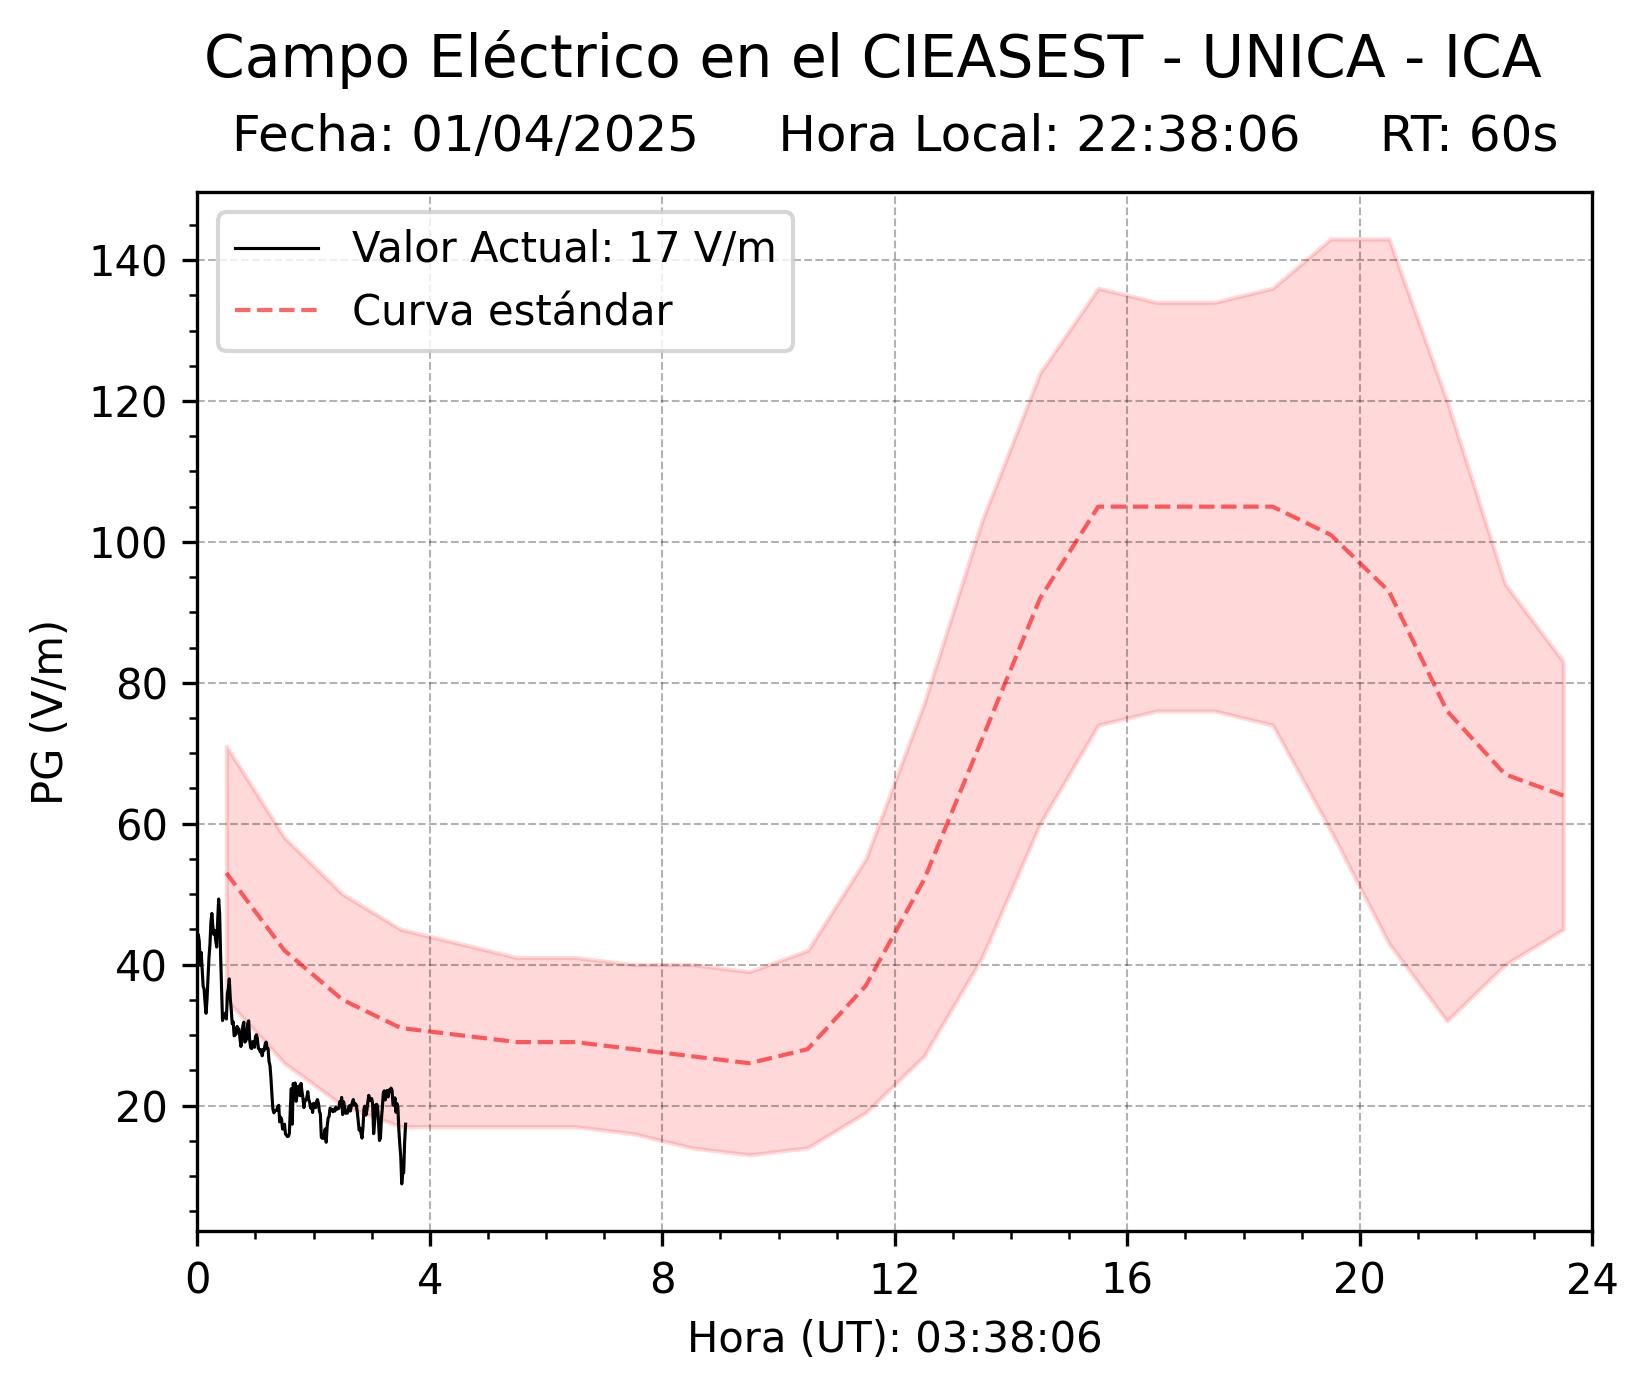 Campo Eléctrico en el CIEASEST - UNICA - ICA
Fecha: 01/04/2025 Hora Local: 22:38:06 RT: 60s
Valor Actual: 17 V/m
Curva estándar
PG (V/m)
140
120
100
80
60
40
20
0 4 8 12 16 20 24
Hora (UT): 03:38:06